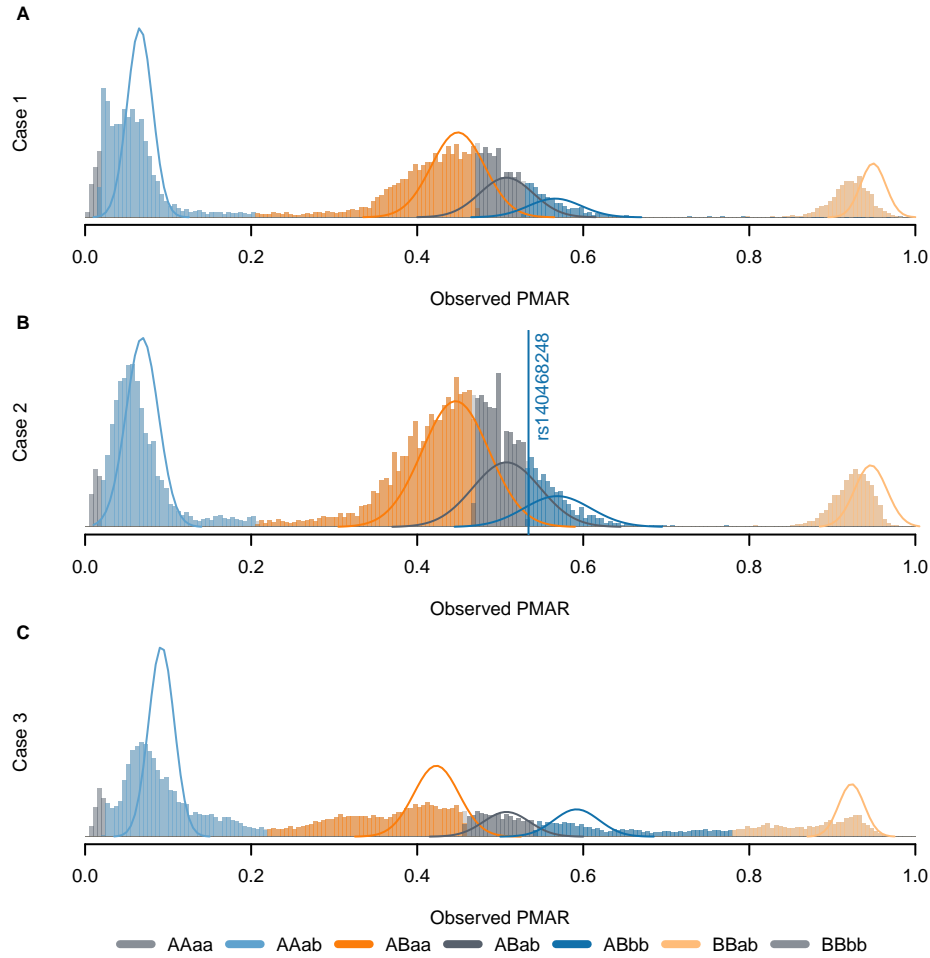 A
Case 1
0.0 0.2 0.4 0.6 0.8 1.0
Observed PMAR
B
rs140468248
Case 2
0.0 0.2 0.4 0.6 0.8 1.0
Observed PMAR
C
Case 3
0.0 0.2 0.4 0.6 0.8 1.0
Observed PMAR
AAaa AAab ABaa ABab ABbb BBab BBbb